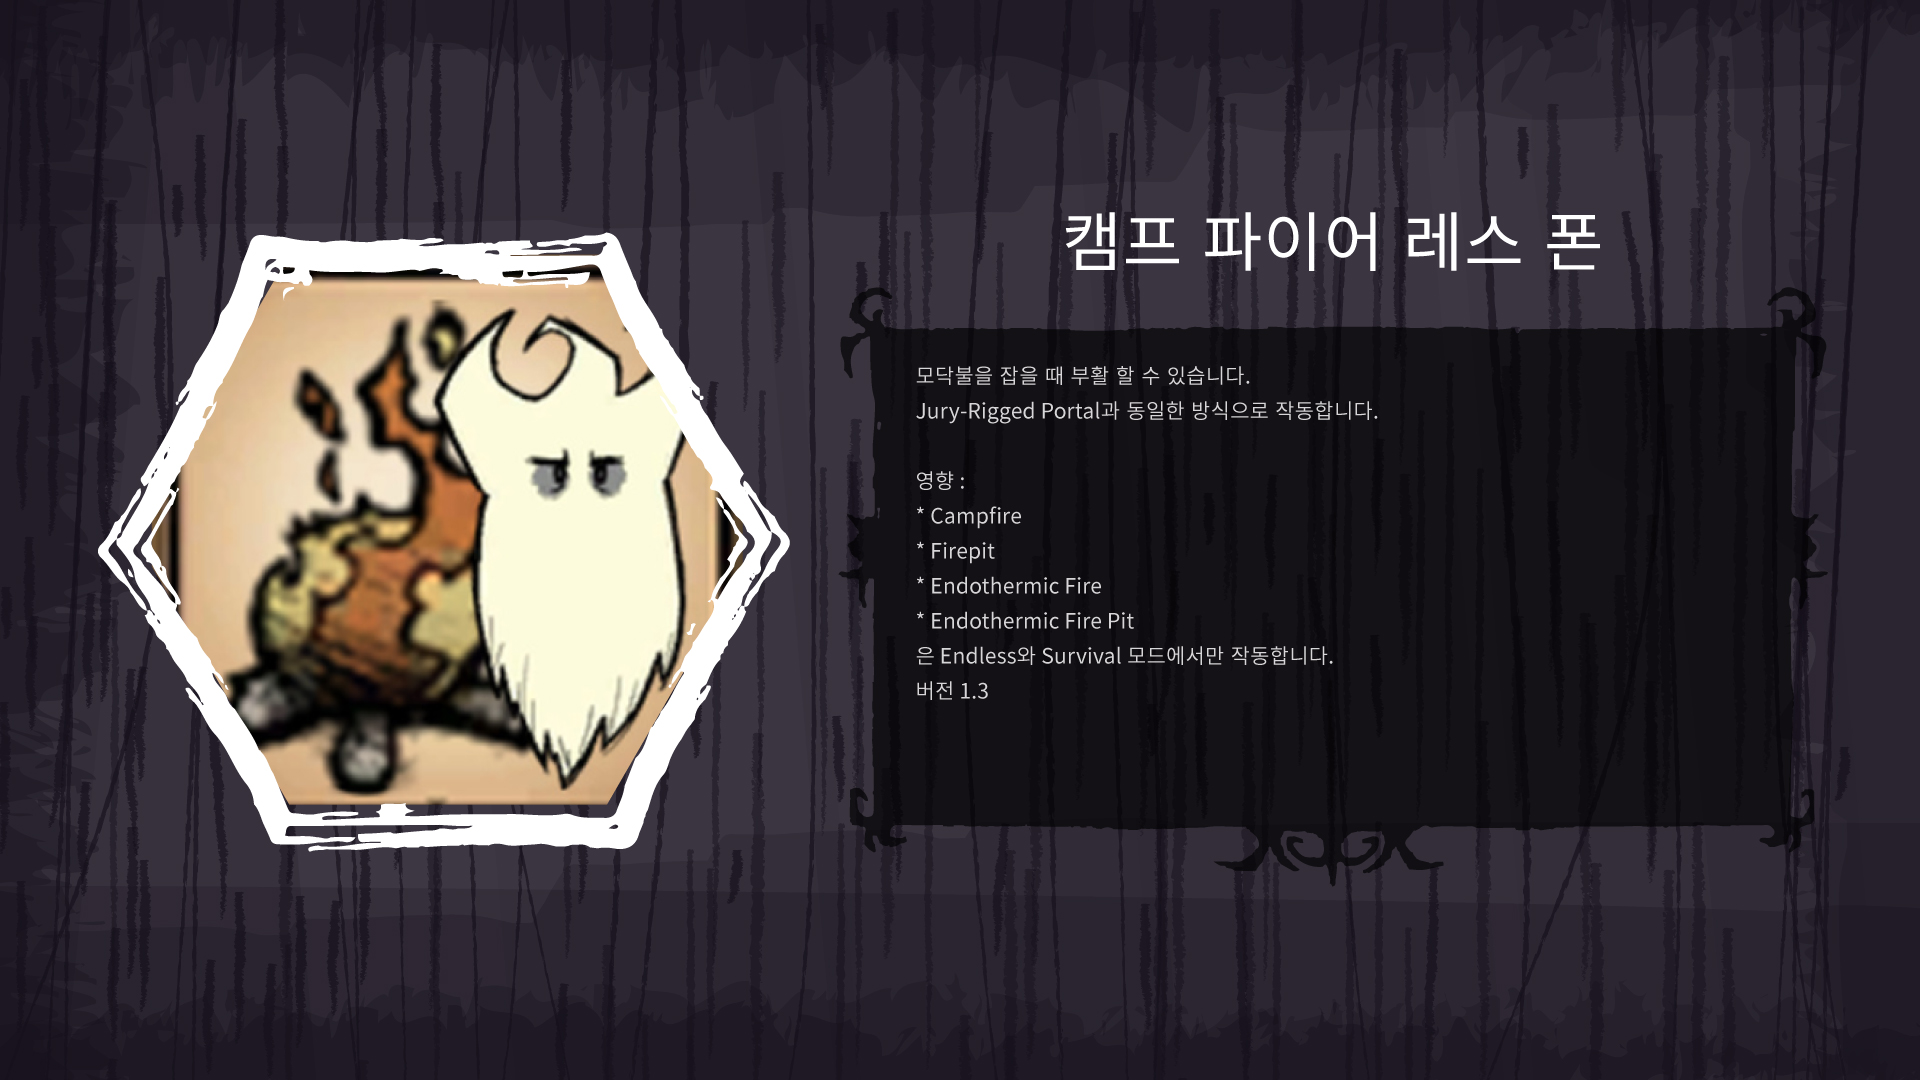 캠프 파이어 레스 폰
모닥불을 잡을 때 부활 할 수 있습니다.
Jury-Rigged Portal과 동일한 방식으로 작동합니다.
영향 :
* Campfire
* Firepit
* Endothermic Fire
* Endothermic Fire Pit
은 Endless와 Survival 모드에서만 작동합니다.
버전 1.3